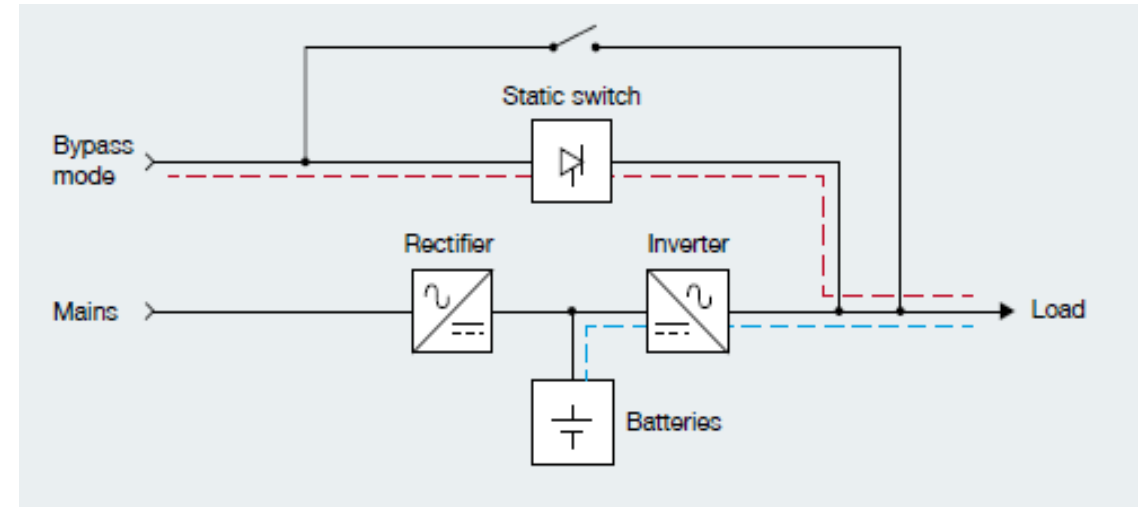 Static switch
Bypass
mode
Rectifier
Inverter
Mains
Load
Batteries